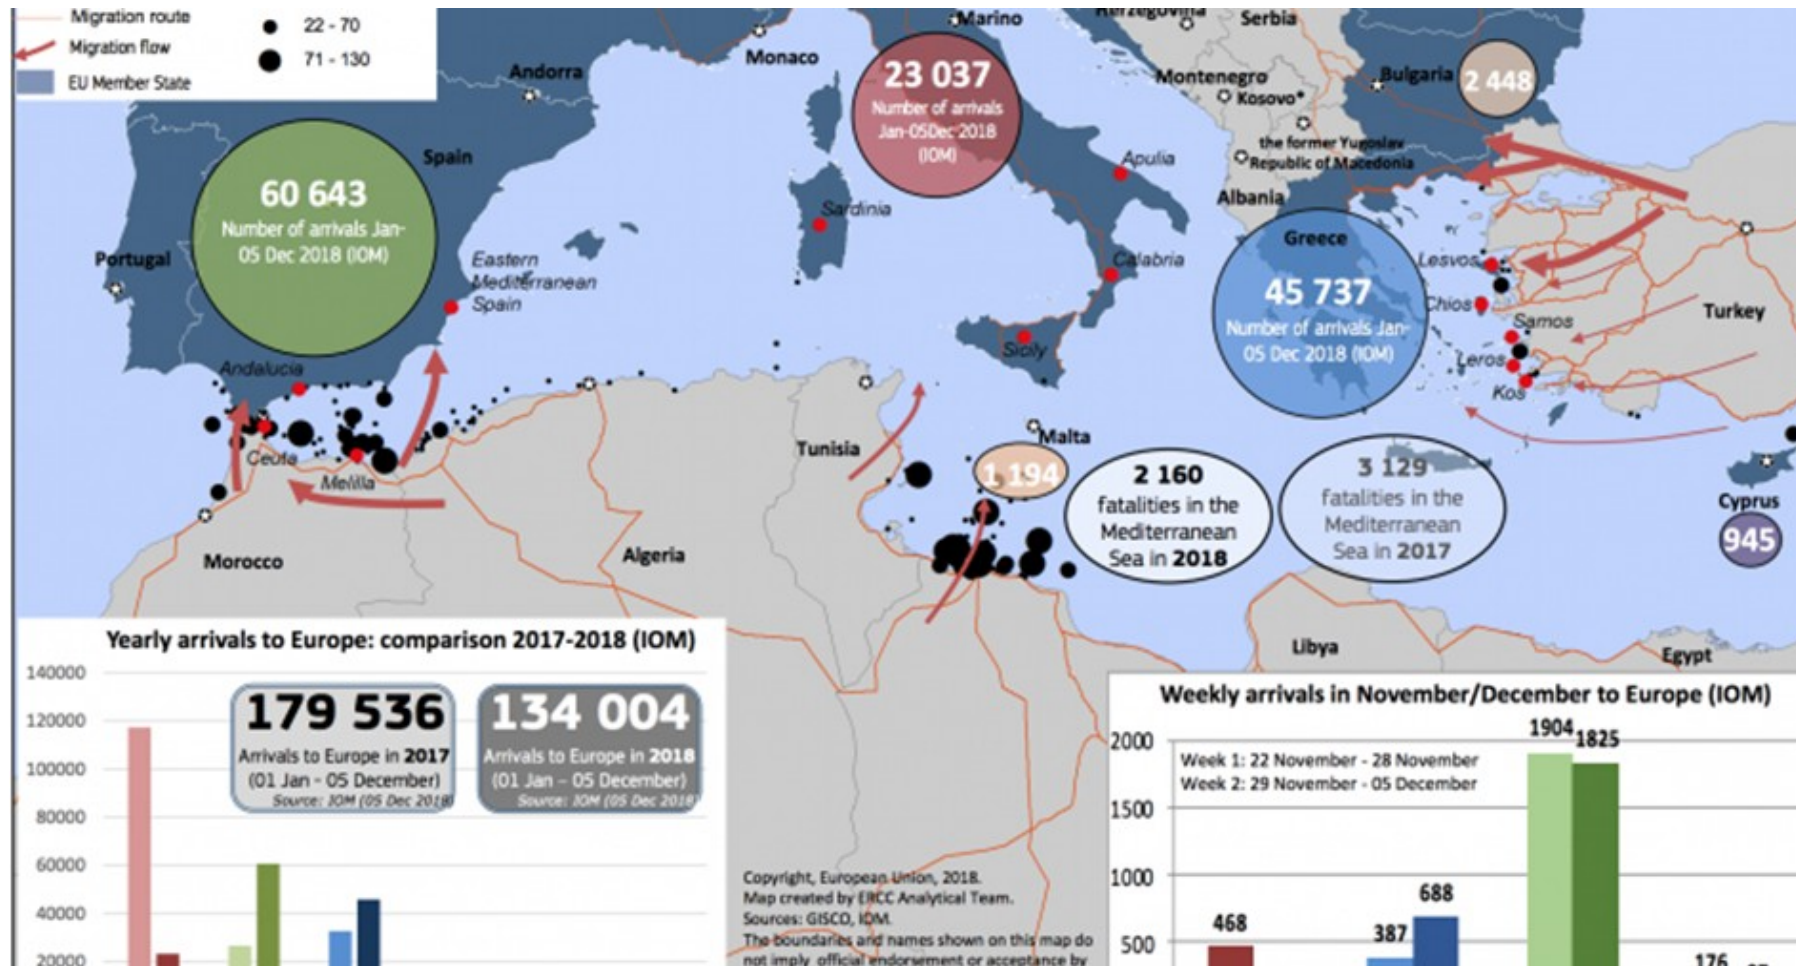 Migration route
Migration flow
EU Member State
22 - 70
71 - 130
Andorra
Monaco
Marino
Herzegovina
Serbia
Montenegro
Kosovo*
Bulgaria
2 448
the former Yugoslav
Republic of Macedonia
Albania
23 037
Number of arrivals
Jan-05Dec 2018
(IOM)
Spain
60 643
Number of arrivals Jan-
05 Dec 2018 (IOM)
Portugal
Eastern
Mediterranean
Spain
Andalucia
Ceuta
Melilla
Sardinia
Apulia
Calabria
Sicily
Greece
45 737
Number of arrivals Jan-
05 Dec 2018 (IOM)
Lesvos
Chios
Samos
Leros
Kos
Turkey
Malta
1 194
2 160
fatalities in the
Mediterranean
Sea in 2018
3 129
fatalities in the
Mediterranean
Sea in 2017
Cyprus
945
Tunisia
Morocco
Algeria
Libya
Egypt
Yearly arrivals to Europe: comparison 2017-2018 (IOM)
140000
120000
100000
80000
60000
40000
20000
179 536
Arrivals to Europe in 2017
(01 Jan - 05 December)
Source: IOM (05 Dec 2018)
134 004
Arrivals to Europe in 2018
(01 Jan - 05 December)
Source: IOM (05 Dec 2018
Copyright, European Union, 2018.
Map created by ERCC Analytical Team.
Sources: GISCO, IOM.
The boundaries and names shown on this map do
not imply official endorsement or acceptance by
Weekly arrivals in November/December to Europe (IOM)
2000
1500
1000
500
Week 1: 22 November - 28 November
Week 2: 29 November - 05 December
468
387
688
1904
1825
176